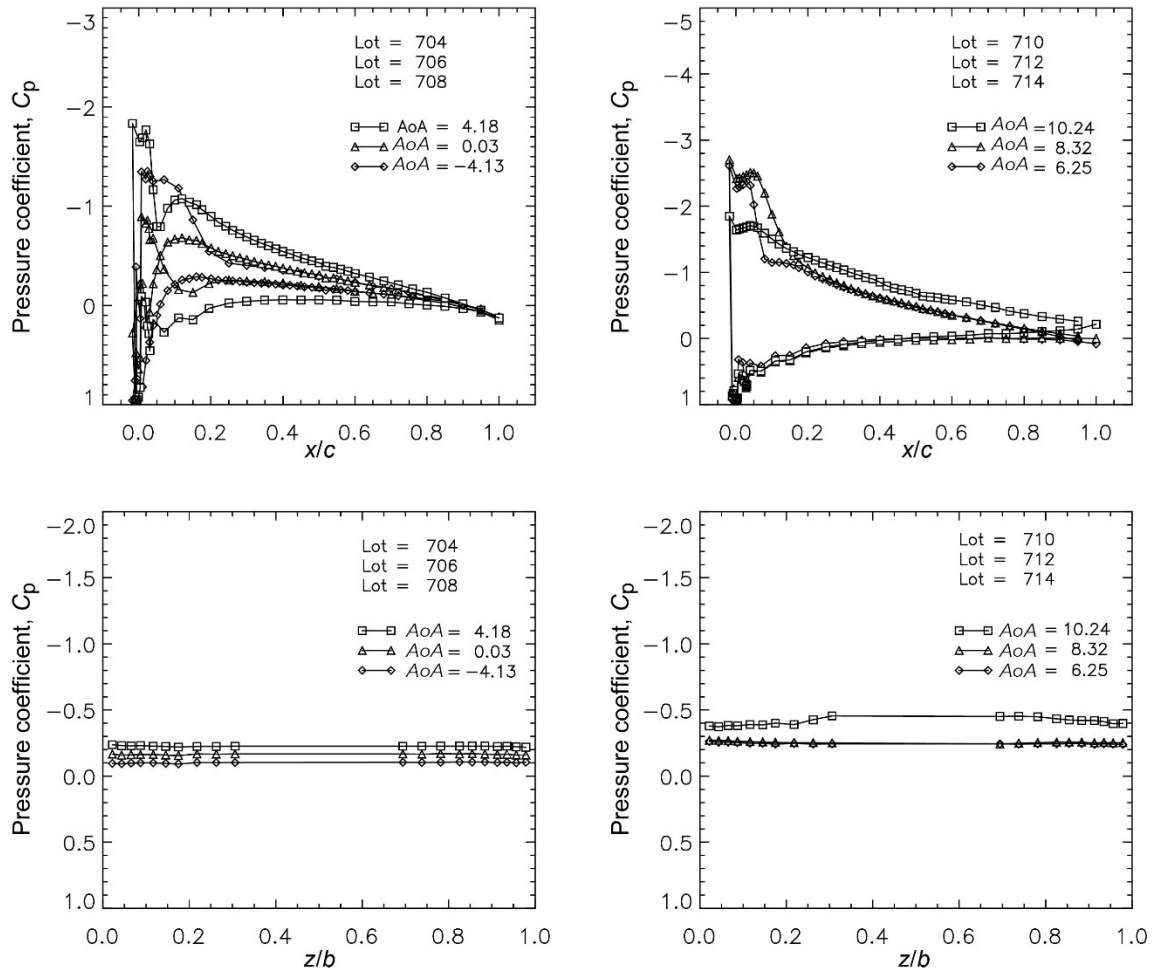 Pressure coefficient, Cp
−3
−2
−1
0
1
Lot = 704
706
Lot =
Lot = 708
AoA = 4.18
AoA = 0.03
AoA = −4.13
0.0 0.2 0.4 0.6 0.8 1.0
x/c
Pressure coefficient, Cp
−5
−4
−3
−2
−1
0
1
Lot = 710
Lot = 712
Lot = 714
AoA = 10.24
AoA = 8.32
AoA = 6.25
0.0 0.2 0.4 0.6 0.8 1.0
x/c
Pressure coefficient, Cp
−2.0
−1.5
−1.0
−0.5
0.0
0.5
1.0
Lot = 704
Lot = 706
Lot = 708
AoA = 4.18
AoA = 0.03
AoA = −4.13
0.0 0.2 0.4 0.6 0.8 1.0
z/b
Pressure coefficient, Cp
−2.0
−1.5
−1.0
−0.5
0.0
0.5
1.0
Lot = 710
Lot = 712
Lot = 714
AoA = 10.24
AoA = 8.32
AoA = 6.25
0.0 0.2 0.4 0.6 0.8 1.0
z/b